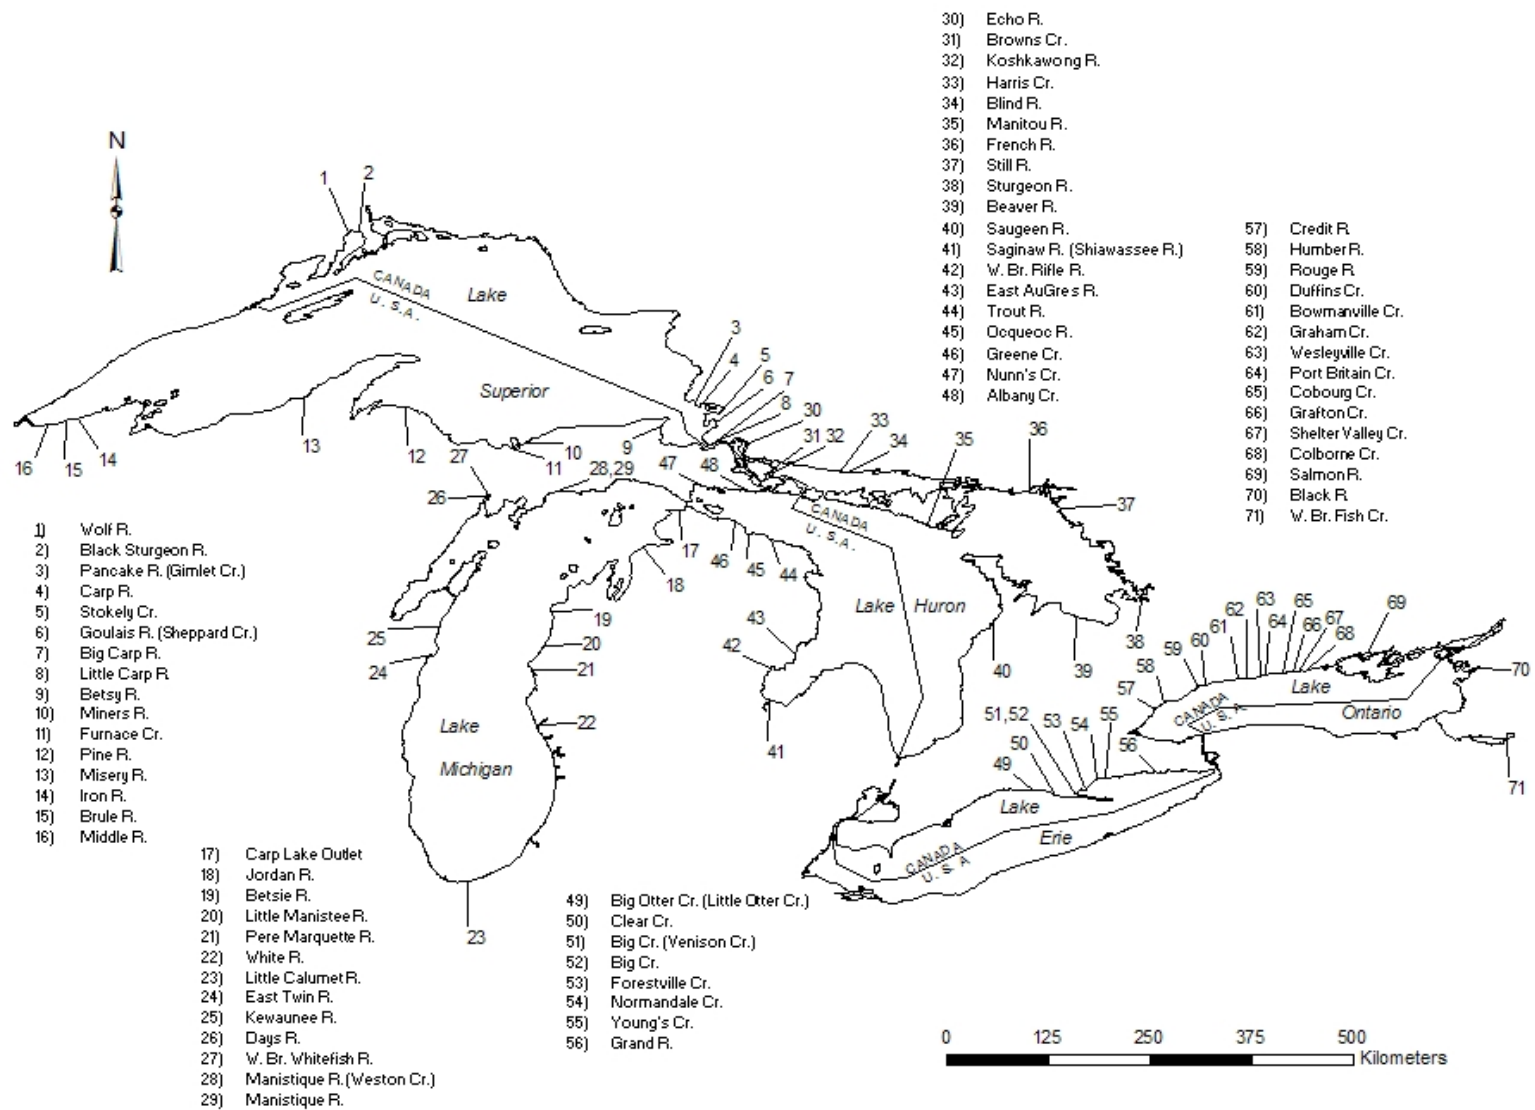 30) Echo R.
31) Browns Cr.
32) Koshkawong R.
33) Harris Cr.
34) Blind R.
35) Manitou R.
36) French R.
37) Still R.
38) Sturgeon R.
39) Beaver R.
40) Saugeen R.
41) Saginaw R. (Shiawassee R.)
42) W. Br. Rifle R.
43) East AuGres R.
44) Trout R.
45) Ocqueoc R.
46) Greene Cr.
47) Nunn's Cr.
48) Albany Cr.
57) Credit R.
58) Humber R.
59) Rouge R.
60) Duffins Cr.
61) Bowmanville Cr.
62) Graham Cr.
63) Wesleyville Cr.
64) Port Britain Cr.
65) Cobourg Cr.
66) Grafton Cr.
67) Shelter Valley Cr.
68) Colborne Cr.
69) Salmon R.
70) Black R.
71) W. Br. Fish Cr.
N
1 2
CANADA
U. S. A.
Lake
Superior
3
4 5
6 7
8 30
9
10
11
12
13
14
15
16
31 32
33
34
35
36
37
38
39
40
27
26
28,29
47
48
CANADA
U. S. A.
17
18
46
45
44
19
20
21
22
23
24
25
43
42
41
Lake Huron
Lake
Michigan
57
58
59
60
61
62
63
64
65
66
67
68
69
70
71
CANADA
U. S. A.
Lake
Ontario
49
50
51,52
53
54
55
56
Lake
Erie
CANADA
U. S. A
1) Wolf R.
2) Black Sturgeon R.
3) Pancake R. (Gimlet Cr.)
4) Carp R.
5) Stokely Cr.
6) Goulais R. (Sheppard Cr.)
7) Big Carp R.
8) Little Carp R.
9) Betsy R.
10) Miners R.
11) Furnace Cr.
12) Pine R.
13) Misery R.
14) Iron R.
15) Brule R.
16) Middle R.
17) Carp Lake Outlet
18) Jordan R.
19) Betsie R.
20) Little Manistee R.
21) Pere Marquette R.
22) White R.
23) Little Calumet R.
24) East Twin R.
25) Kewaunee R.
26) Days R.
27) W. Br. Whitefish R.
28) Manistique R. (Weston Cr.)
29) Manistique R.
49) Big Otter Cr. (Little Otter Cr.)
50) Clear Cr.
51) Big Cr. (Venison Cr.)
52) Big Cr.
53) Forestville Cr.
54) Normandale Cr.
55) Young's Cr.
56) Grand R.
0 125 250 375 500
Kilometers